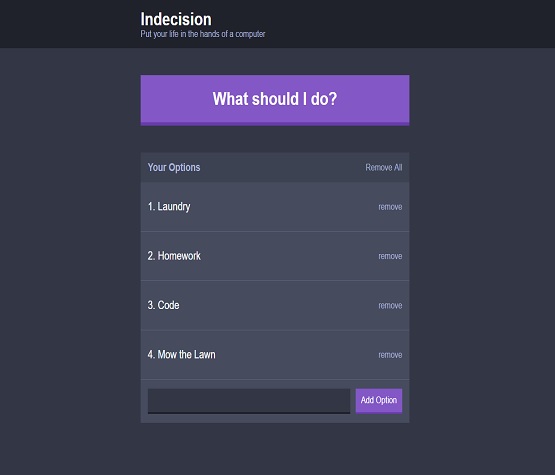 Indecision
Put your life in the hands of a computer
What should I do?
Your Options Remove All
1. Laundry remove
2. Homework remove
3. Code remove
4. Mow the Lawn remove
Add Option